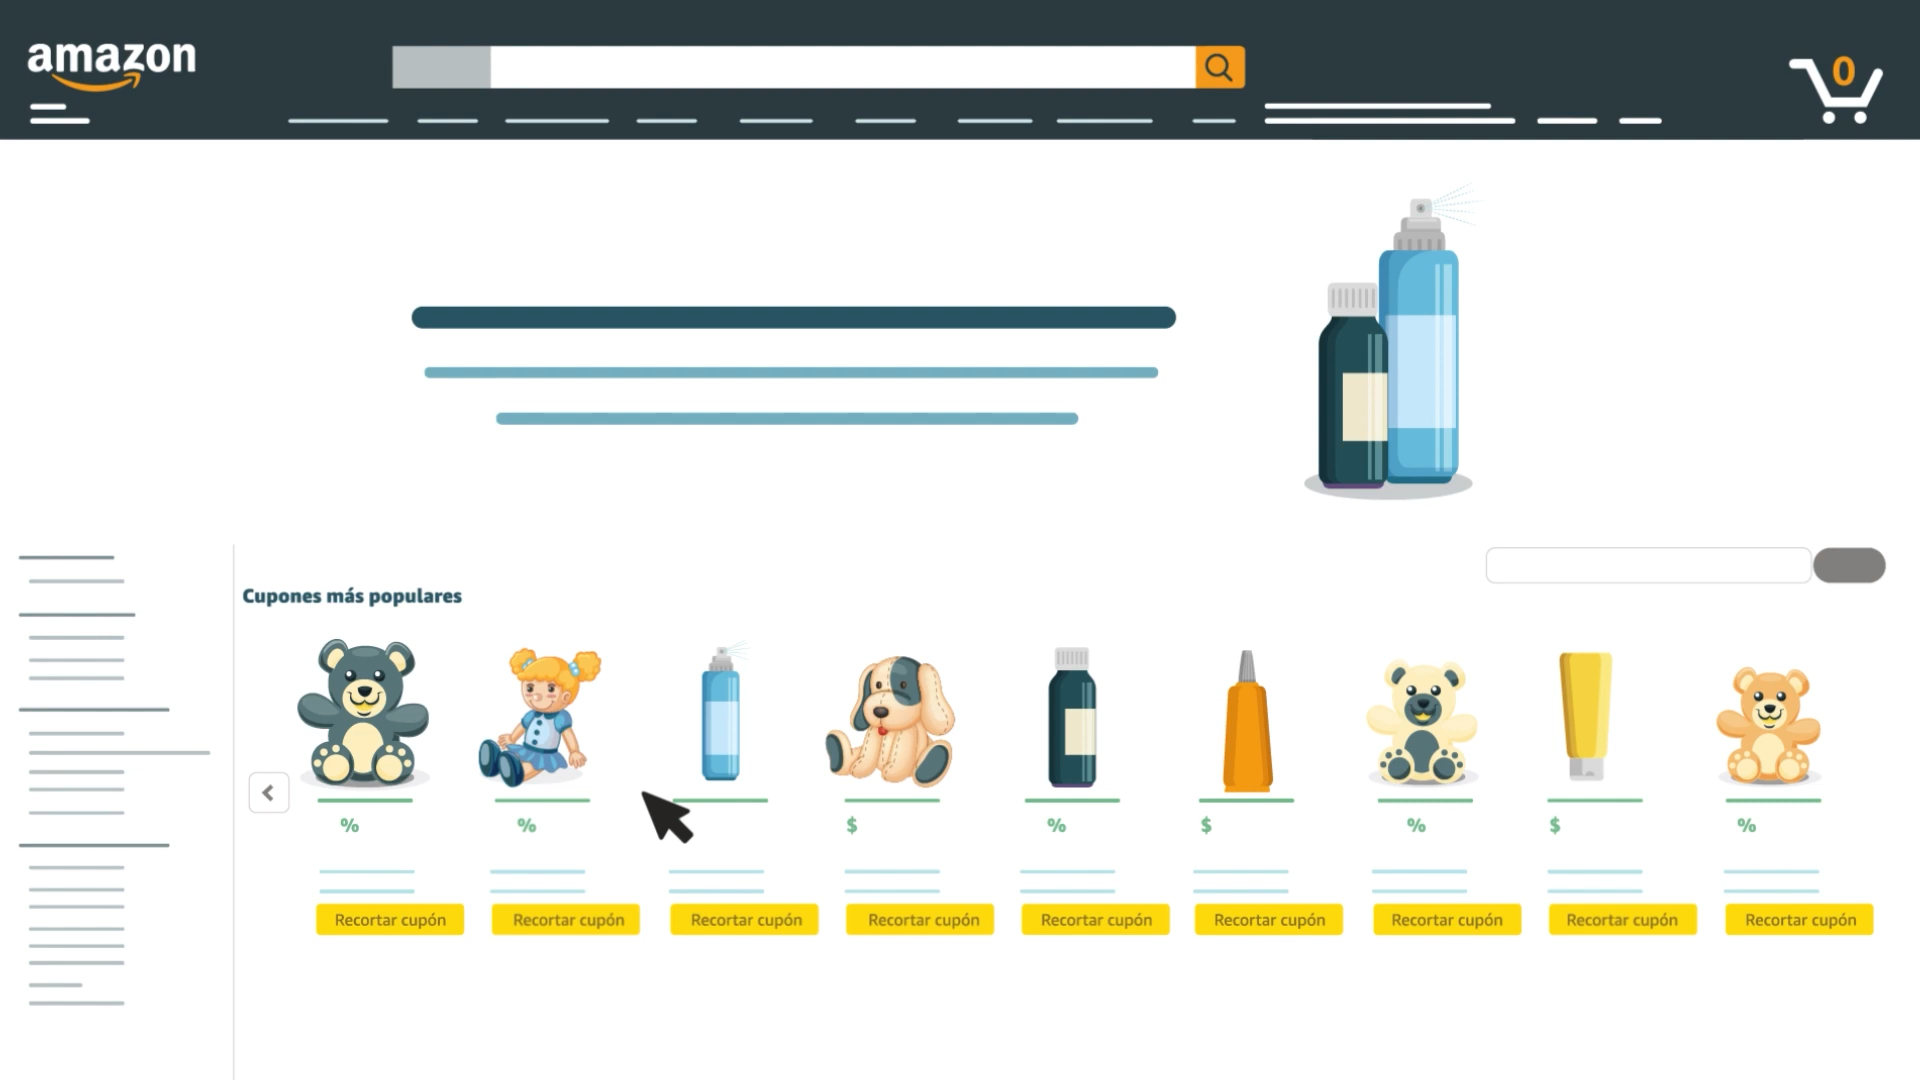 amazon
0
Cupones más populares
% % $ % $ % $ %
Recortar cupón Recortar cupón Recortar cupón Recortar cupón Recortar cupón Recortar cupón Recortar cupón Recortar cupón Recortar cupón